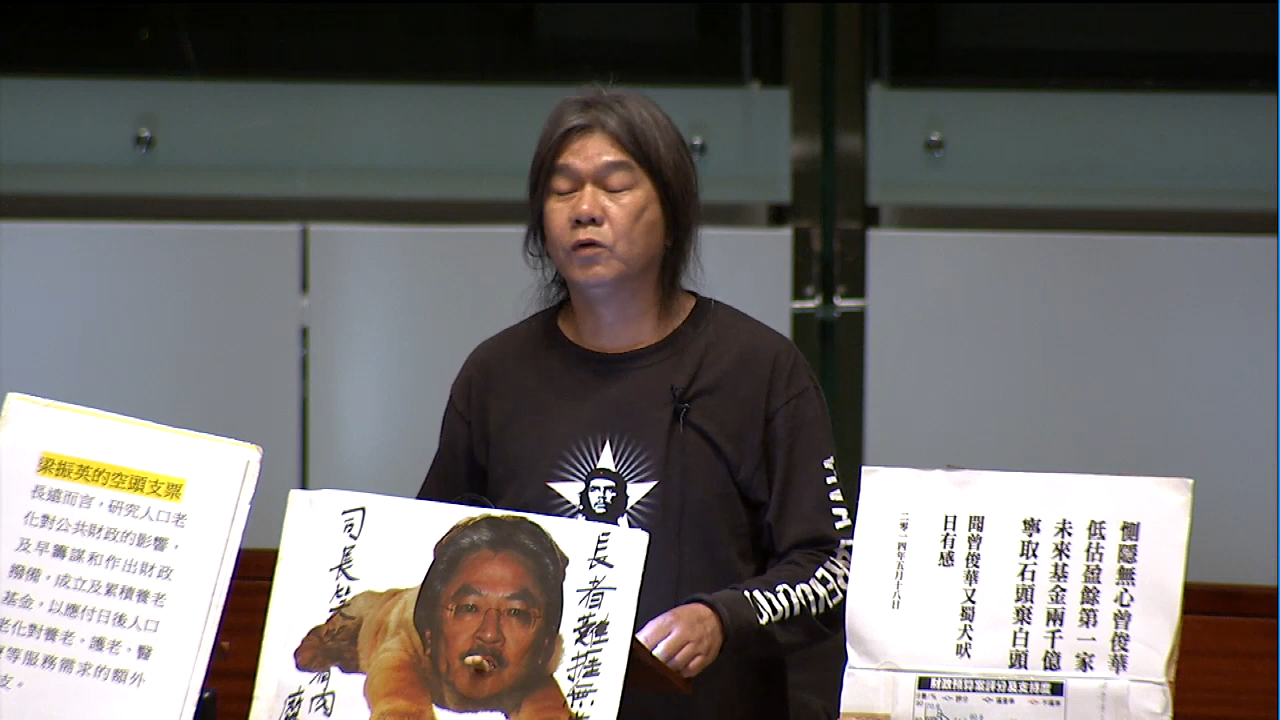 梁振英的空頭支票
長遠而言，研究人口老
化對公共財政的影響，
及早籌謀和作出財政
撥備，成立及累積養老
基金，以應付日後人口
老化對養老，護老，醫
等服務需求的額外
支。
長者難捱無
司長笑 肉
惻隱無心曾俊華
低估盈餘第一家
未來基金兩千億
寧取石頭棄白頭
聞曾俊華又蜀犬吠
日有感
二零一四年五月十八日